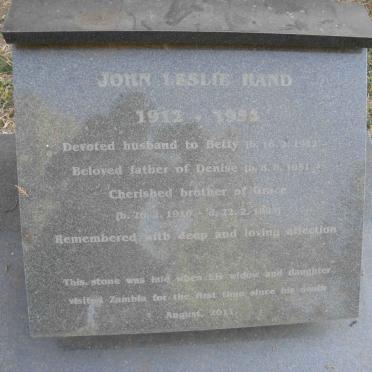 JOHN LESLIE HAND
1912 - 1955
Devoted husband to Betty
Beloved father of Denise
Cherished brother of Grace
Remembered with deep and loving affection
This stone was laid when his widow and daughter
visited Zambia for the first time since his death
August, 2011